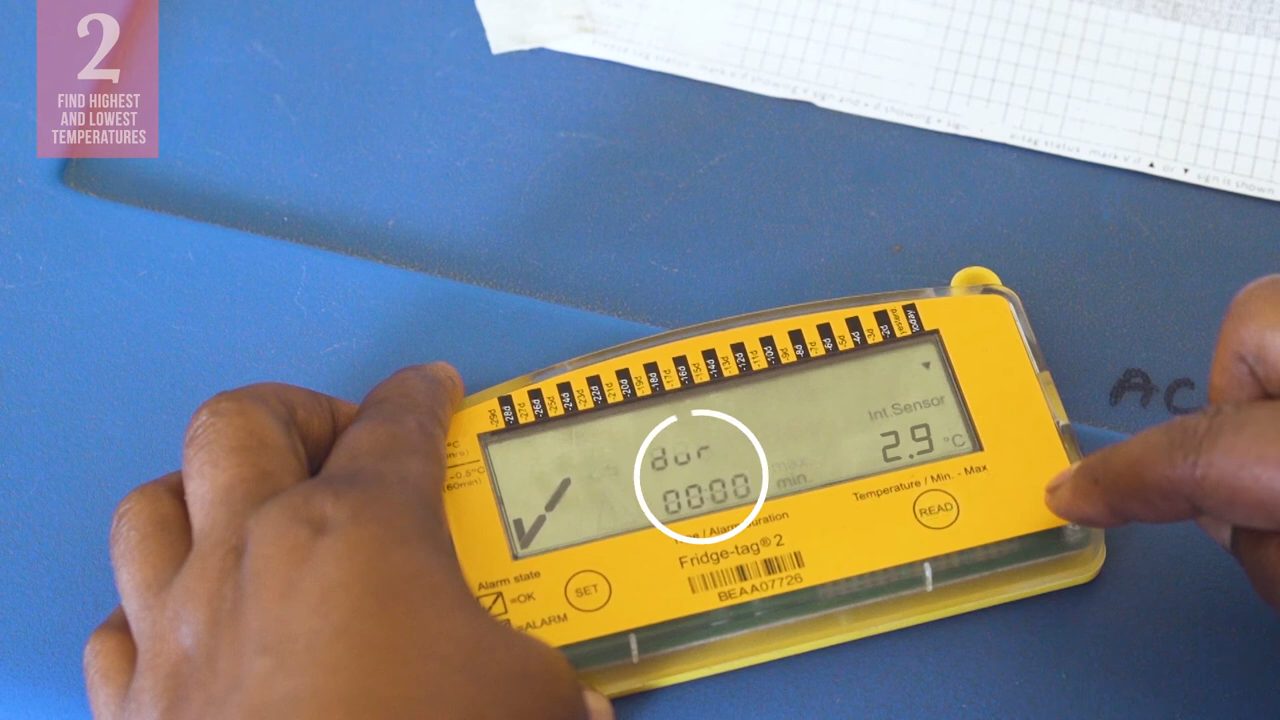 2
FIND HIGHEST
AND LOWEST
TEMPERATURES
-29d -28d -27d -26d -25d -24d -23d -22d -21d -20d -19d -18d -17d -16d -15d -14d -13d -12d -11d -10d -9d -8d -7d -6d -5d -4d -3d -2d yesterd. today
Int.Sensor
dur
2.9 °C
max.
0000 min.
Temperature / Min. - Max
Alarm Duration
READ
Fridge-tag® 2
BEAA07726
Alarm state
=OK
SET
=ALARM
AC